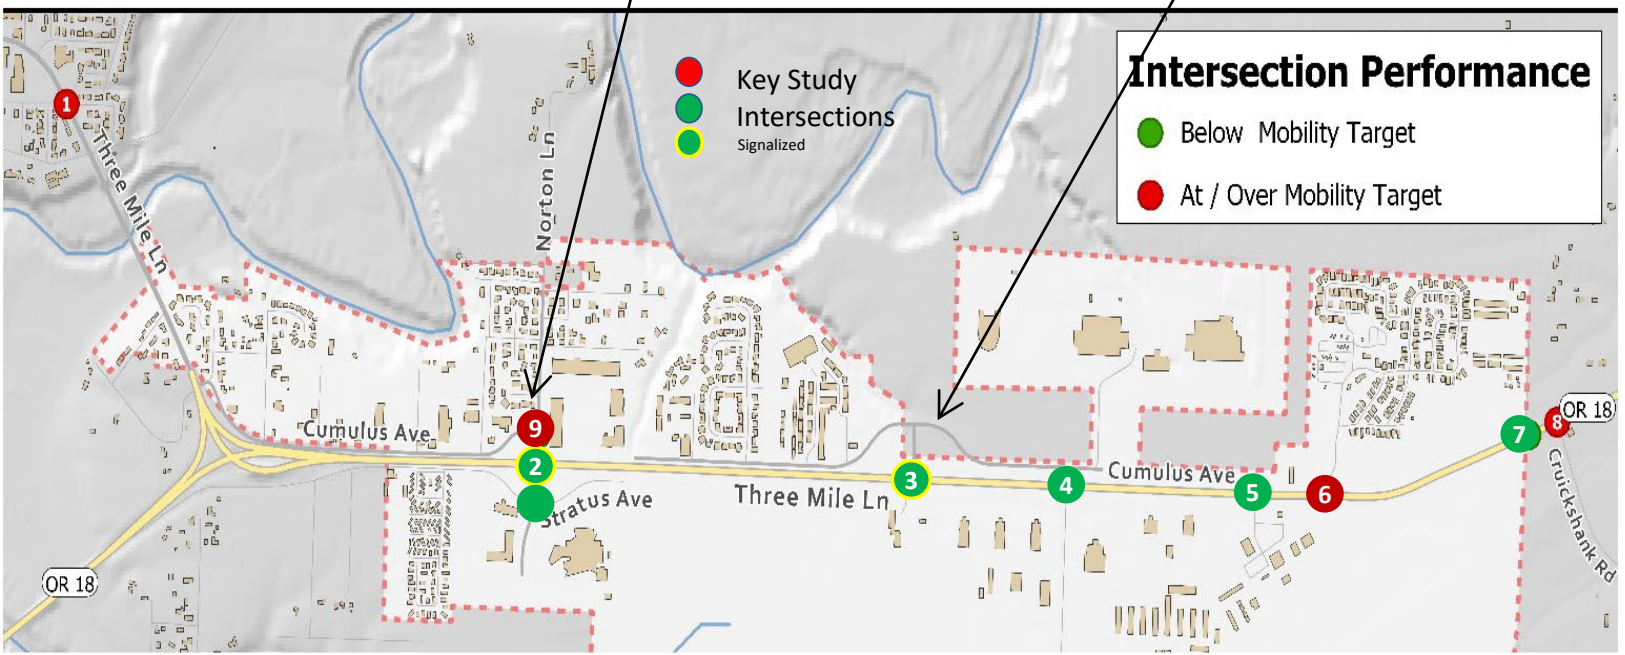 Intersection Performance
Below Mobility Target
At / Over Mobility Target
Key Study
Intersections
Signalized
1
Three Mile Ln
Norton Ln
Cumulus Ave
9
2
Stratus Ave
Three Mile Ln
3
4
Cumulus Ave
5
6
7
8
OR 18
Cruickshank Rd
OR 18